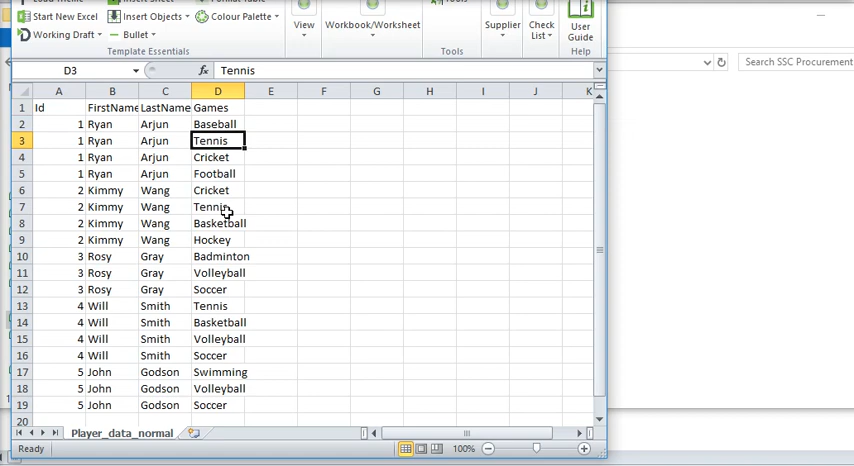 Start New Excel
Insert Objects
Colour Palette
Working Draft
Bullet
View
Workbook/Worksheet
Supplier
Check
List
User
Guide
Template Essentials
Tools
Help
D3
fx
Tennis
Search SSC Procurement
A B C D E F G H I J K
1 Id FirstName LastName Games
2 1 Ryan Arjun Baseball
3 1 Ryan Arjun Tennis
4 1 Ryan Arjun Cricket
5 1 Ryan Arjun Football
6 2 Kimmy Wang Cricket
7 2 Kimmy Wang Tennis
8 2 Kimmy Wang Basketball
9 2 Kimmy Wang Hockey
10 3 Rosy Gray Badminton
11 3 Rosy Gray Volleyball
12 3 Rosy Gray Soccer
13 4 Will Smith Tennis
14 4 Will Smith Basketball
15 4 Will Smith Volleyball
16 4 Will Smith Soccer
17 5 John Godson Swimming
18 5 John Godson Volleyball
19 5 John Godson Soccer
20
Player_data_normal
Ready
100%